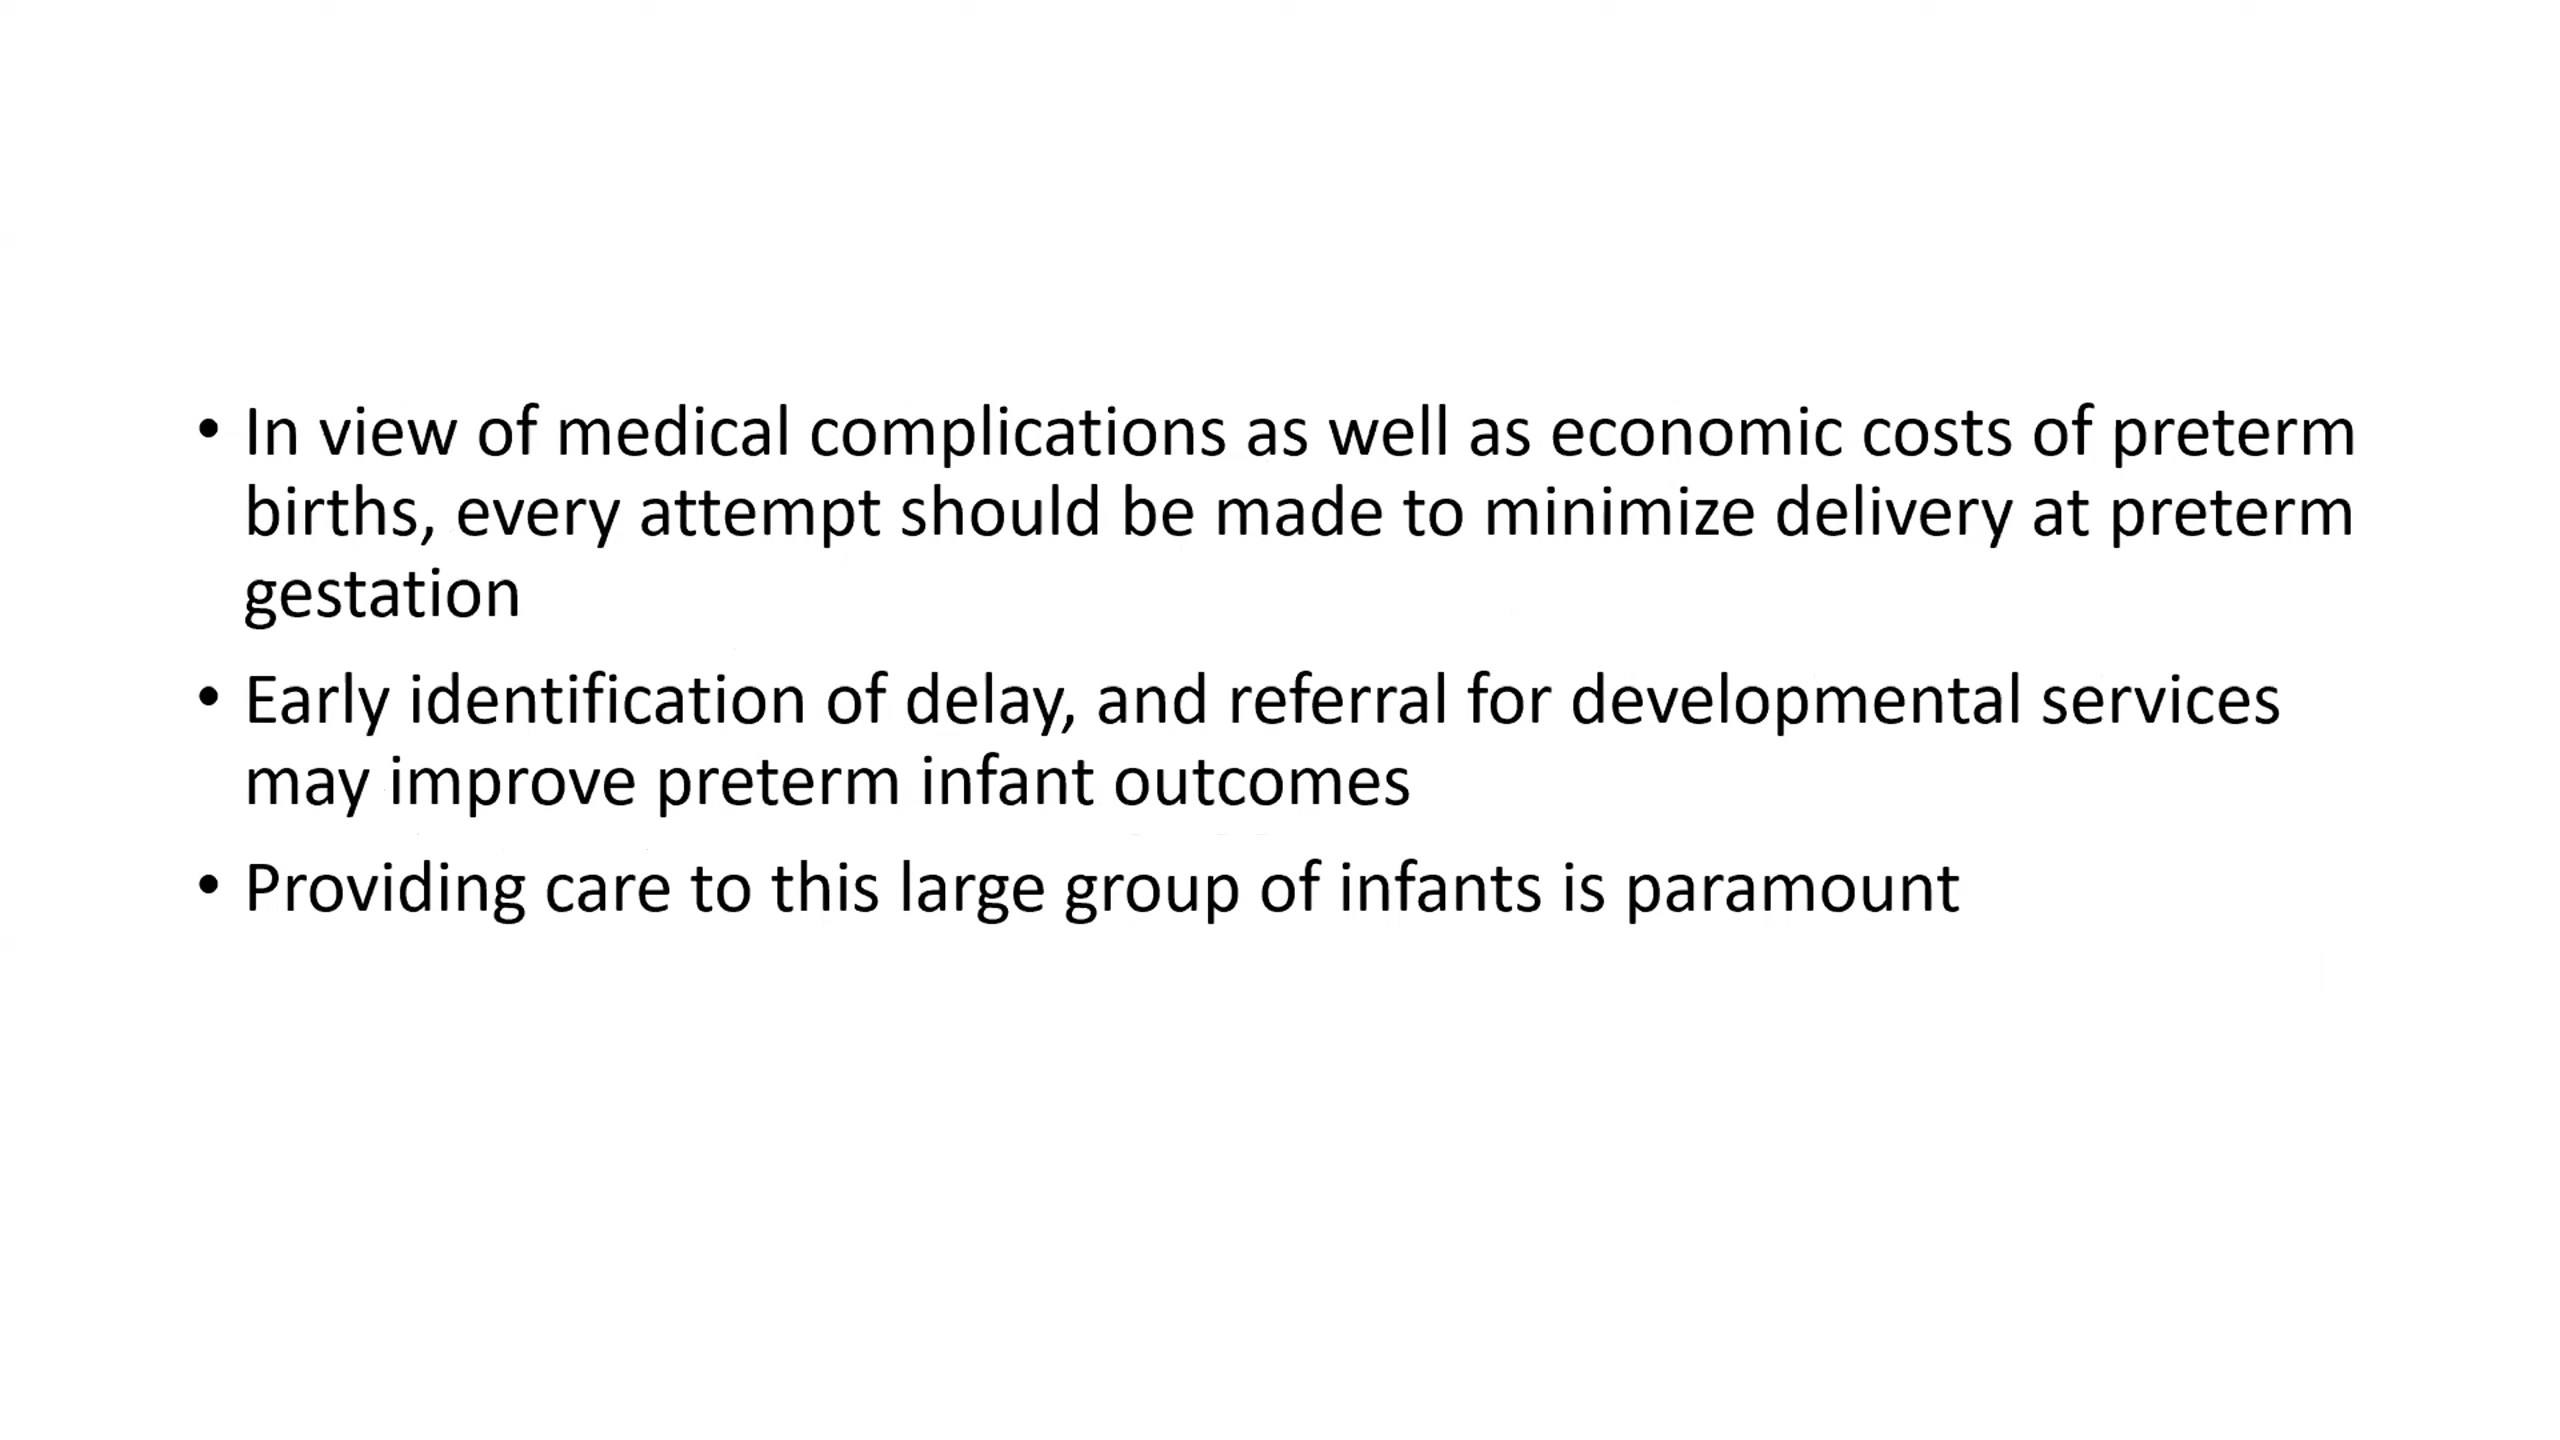 • In view of medical complications as well as economic costs of preterm
births, every attempt should be made to minimize delivery at preterm
gestation
• Early identification of delay, and referral for developmental services
may improve preterm infant outcomes
• Providing care to this large group of infants is paramount